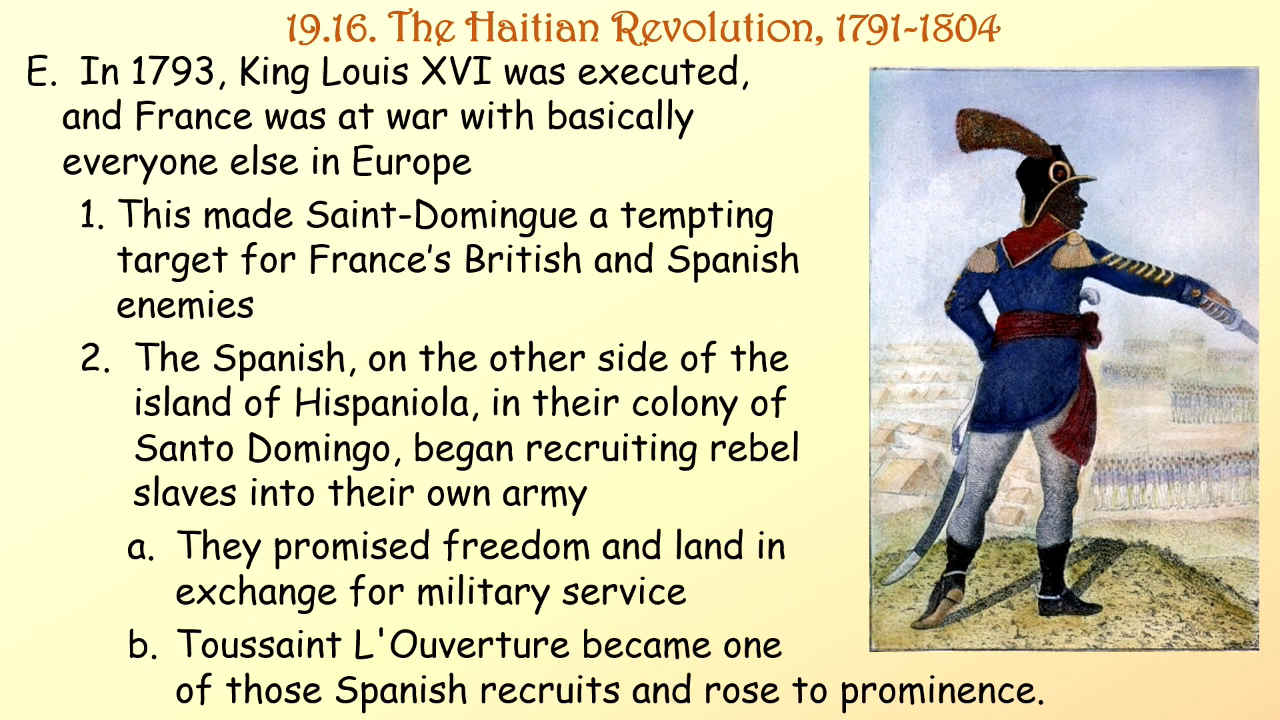 19.16. The Haitian Revolution, 1791-1804
E. In 1793, King Louis XVI was executed,
and France was at war with basically
everyone else in Europe
1. This made Saint-Domingue a tempting
target for France’s British and Spanish
enemies
2. The Spanish, on the other side of the
island of Hispaniola, in their colony of
Santo Domingo, began recruiting rebel
slaves into their own army
a. They promised freedom and land in
exchange for military service
b. Toussaint L'Ouverture became one
of those Spanish recruits and rose to prominence.